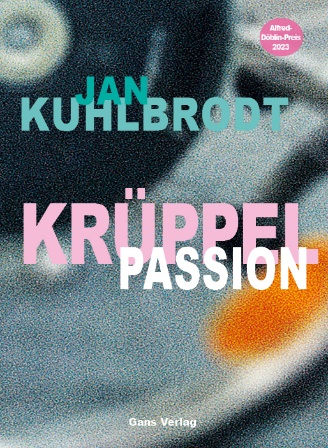 Alfred-
Döblin-Preis
2023
JAN
KUHLBRODT
KRÜPPEL
PASSION
Gans Verlag